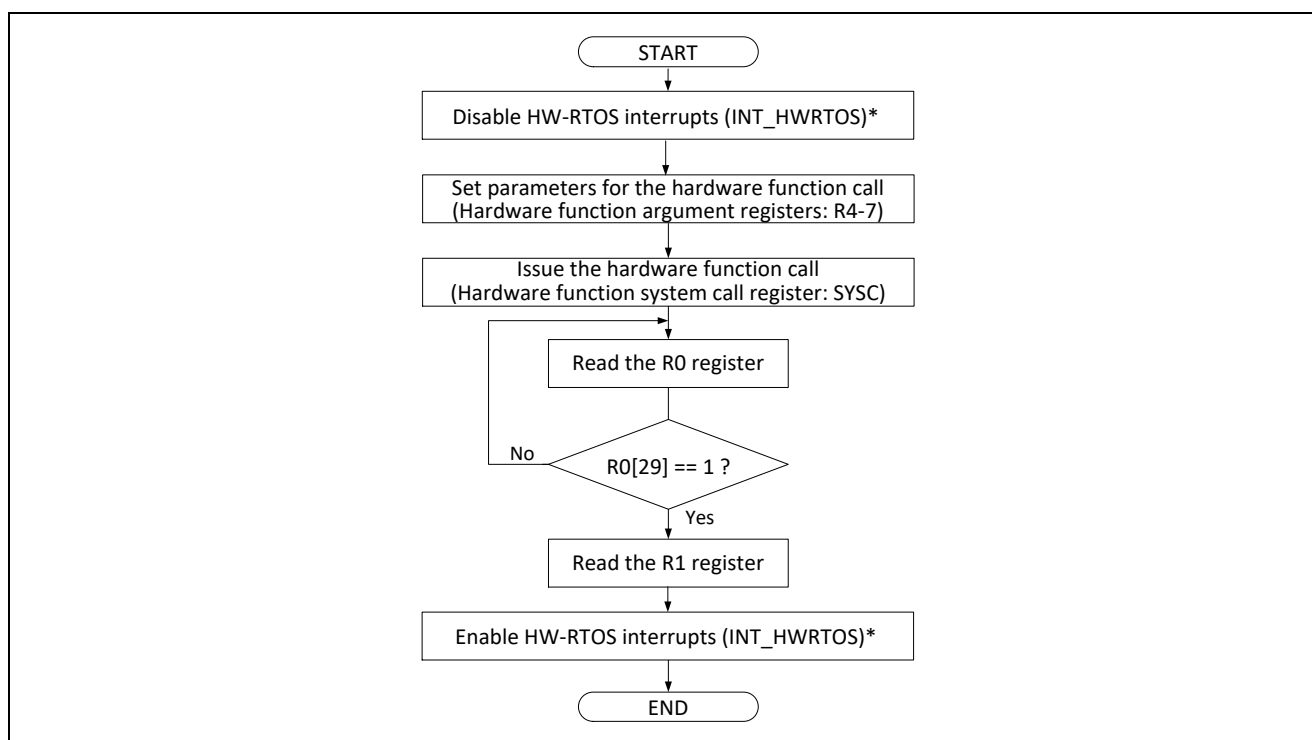 START
Disable HW-RTOS interrupts (INT_HWRTOS)*
Set parameters for the hardware function call
(Hardware function argument registers: R4-7)
Issue the hardware function call
(Hardware function system call register: SYSC)
Read the R0 register
No
R0[29] == 1 ?
Yes
Read the R1 register
Enable HW-RTOS interrupts (INT_HWRTOS)*
END